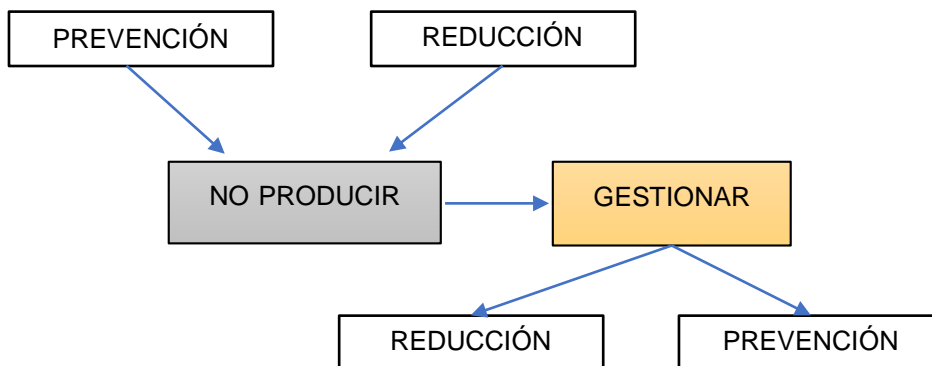 PREVENCIÓN
REDUCCIÓN
NO PRODUCIR
GESTIONAR
REDUCCIÓN
PREVENCIÓN